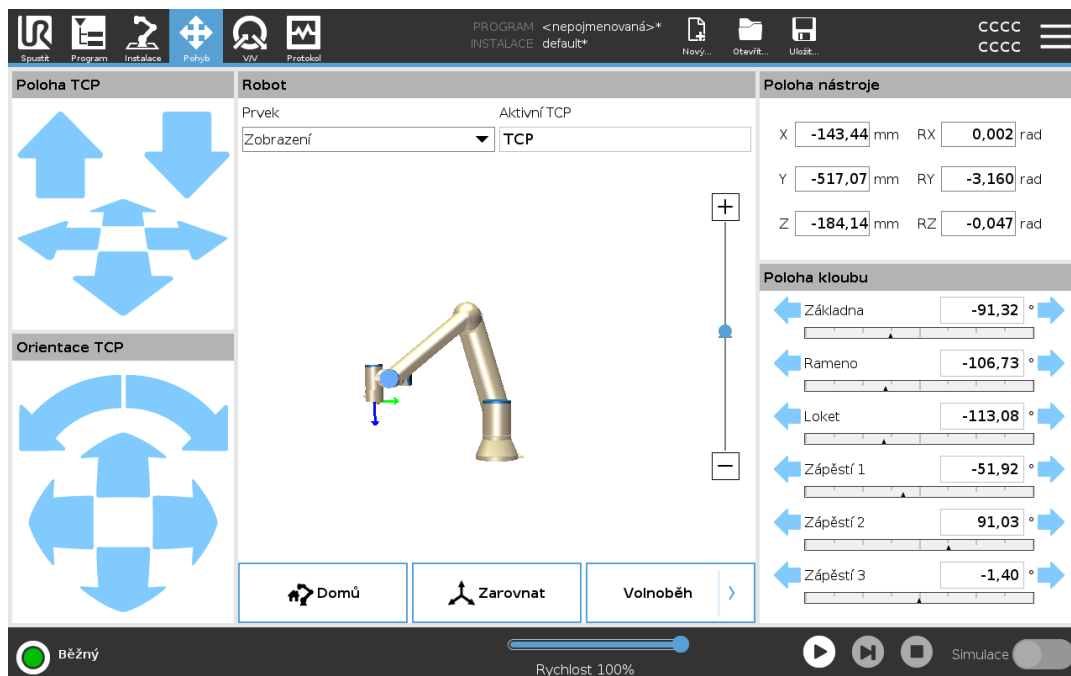 UR
Spustit
Program
Instalace
Pohyb
V/V
Protokol
PROGRAM <nepojmenovaná>*
INSTALACE default*
Nový...
Otevřít...
Uložit...
CCCC
CCCC
Poloha TCP
Orientace TCP
Robot
Prvek
Aktivní TCP
Zobrazení
TCP
+
−
Domů
Zarovnat
Volnoběh
Poloha nástroje
X -143,44 mm RX 0,002 rad
Y -517,07 mm RY -3,160 rad
Z -184,14 mm RZ -0,047 rad
Poloha kloubu
Základna -91,32 °
Rameno -106,73 °
Loket -113,08 °
Zápěstí 1 -51,92 °
Zápěstí 2 91,03 °
Zápěstí 3 -1,40 °
Běžný
Rychlost 100%
Simulace